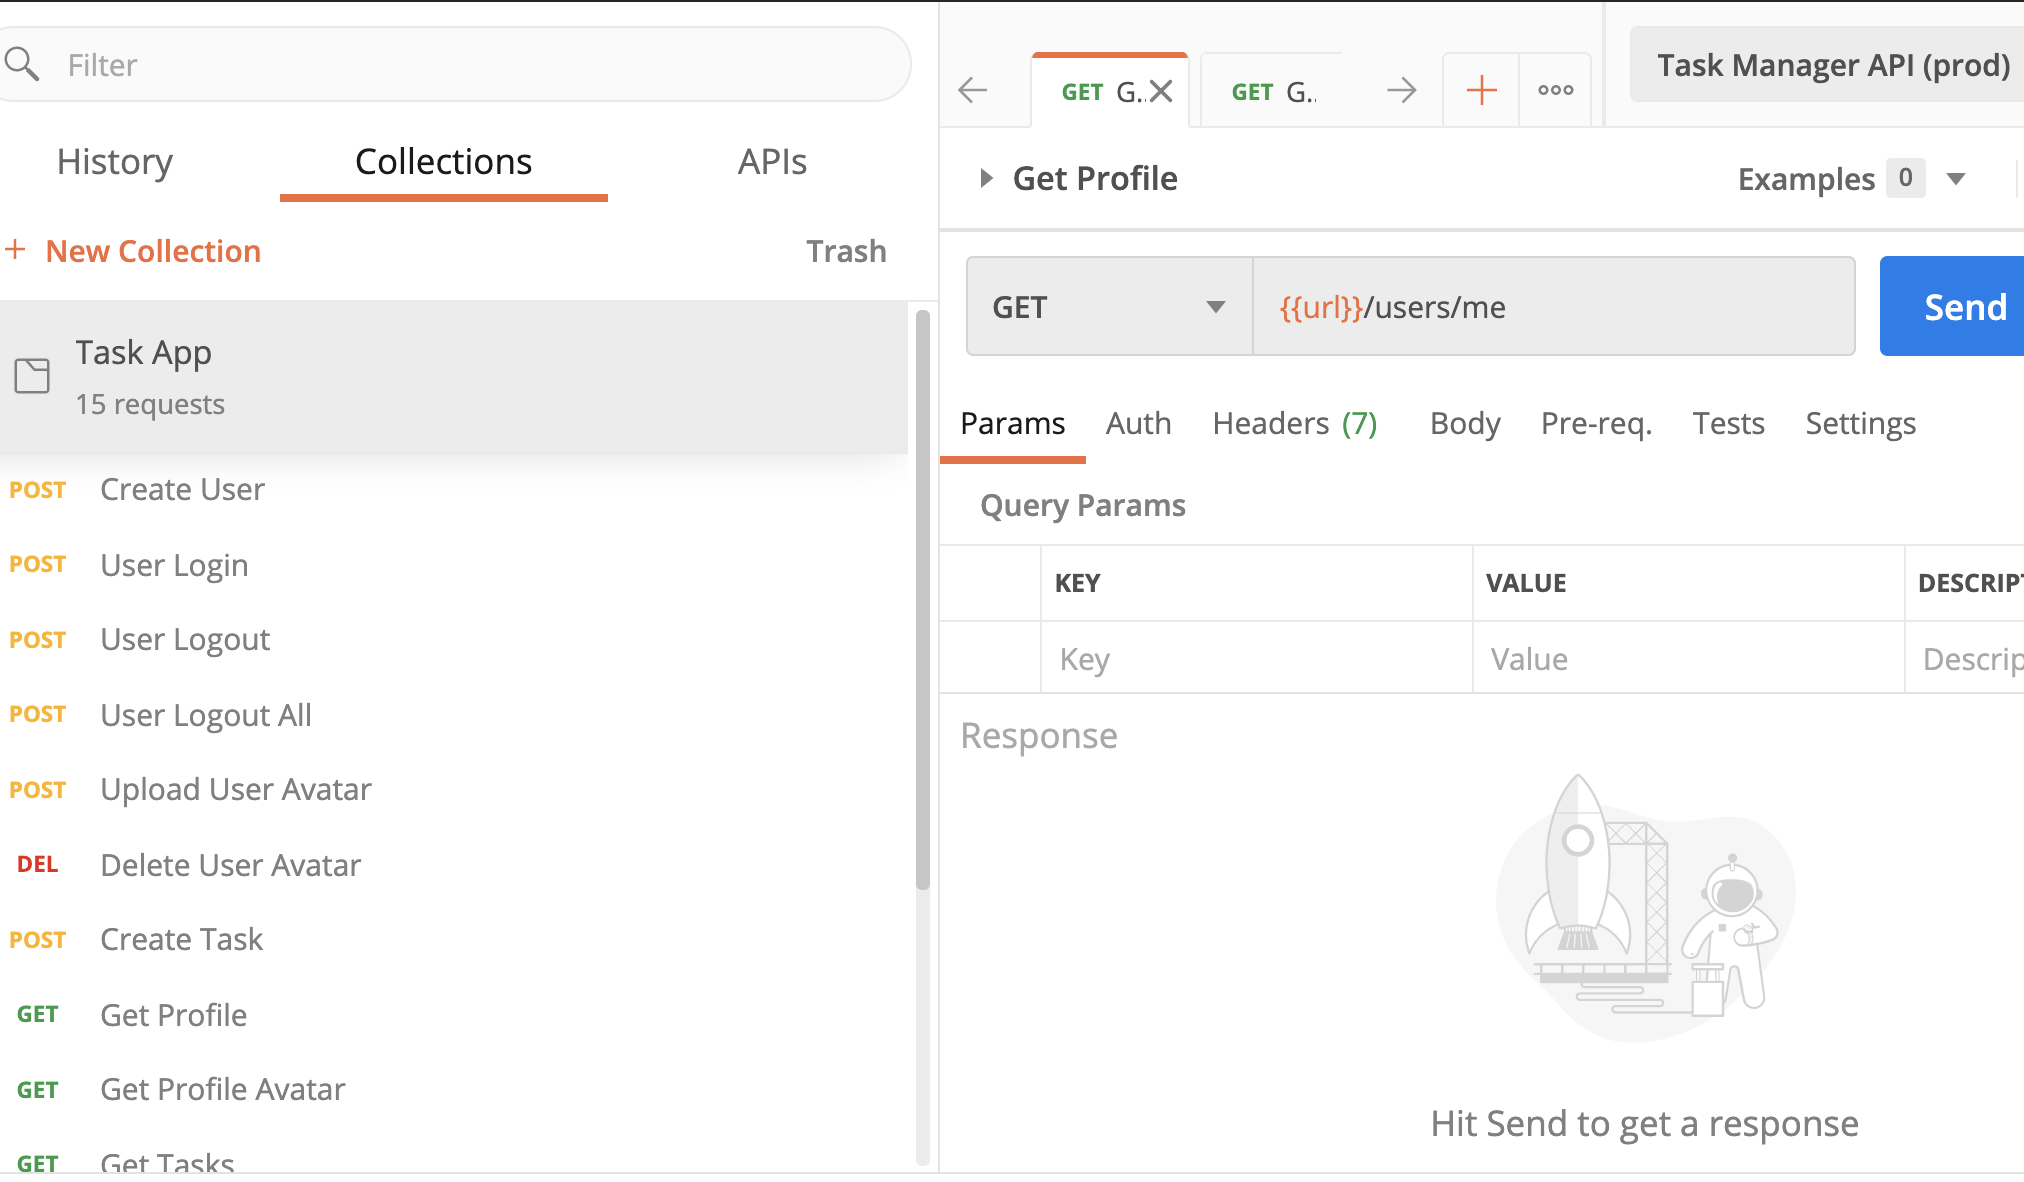 Filter
History Collections APIs
+ New Collection Trash
Task App
15 requests
POST Create User
POST User Login
POST User Logout
POST User Logout All
POST Upload User Avatar
DEL Delete User Avatar
POST Create Task
GET Get Profile
GET Get Profile Avatar
GET Get Tasks
GET G.. GET G..
Task Manager API (prod)
Get Profile Examples 0
GET {{url}}/users/me Send
Params Auth Headers (7) Body Pre-req. Tests Settings
Query Params
KEY VALUE DESCRIPT
Key Value Descrip
Response
Hit Send to get a response